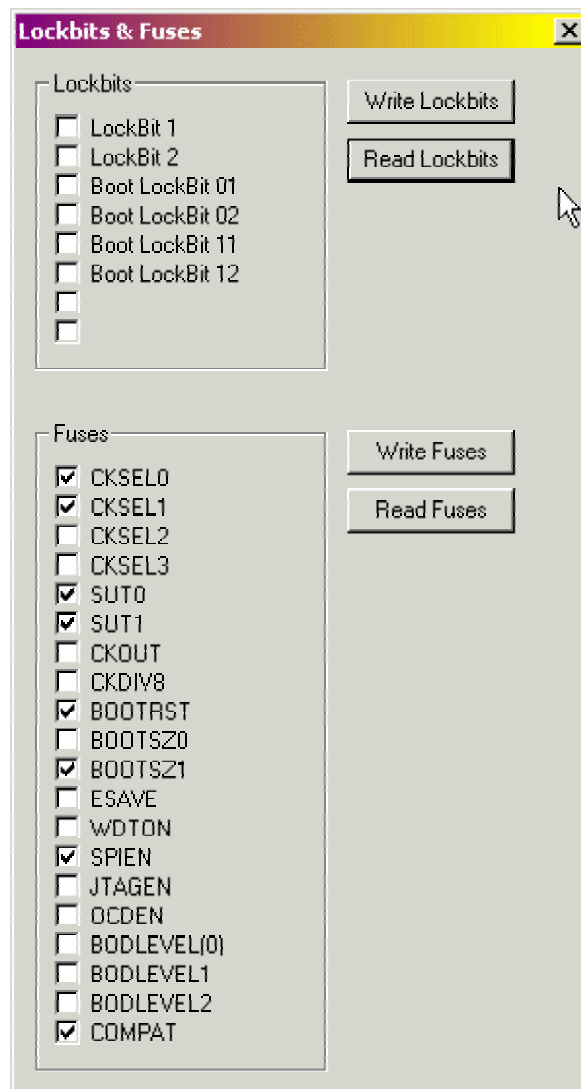 Lockbits & Fuses
Lockbits
LockBit 1
LockBit 2
Boot LockBit 01
Boot LockBit 02
Boot LockBit 11
Boot LockBit 12
Write Lockbits
Read Lockbits
Fuses
CKSEL0
CKSEL1
CKSEL2
CKSEL3
SUT0
SUT1
CKOUT
CKDIV8
BOOTRST
BOOTSZ0
BOOTSZ1
ESAVE
WDTON
SPIEN
JTAGEN
OCDEN
BODLEVEL(0)
BODLEVEL1
BODLEVEL2
COMPAT
Write Fuses
Read Fuses